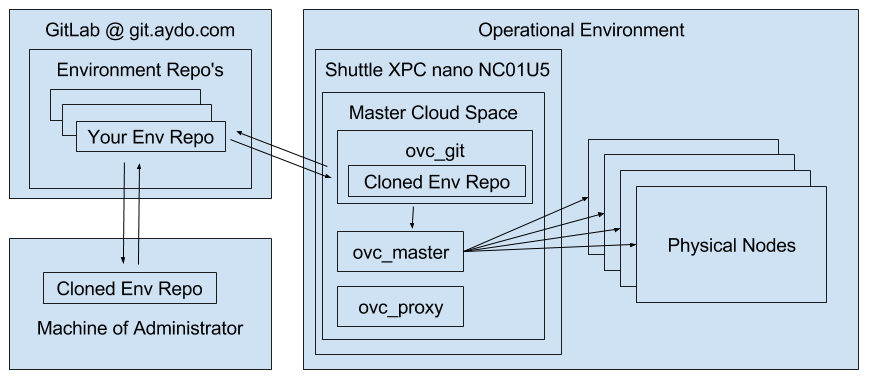 GitLab @ git.aydo.com
Environment Repo's
Your Env Repo
Cloned Env Repo
Machine of Administrator
Operational Environment
Shuttle XPC nano NC01U5
Master Cloud Space
ovc_git
Cloned Env Repo
ovc_master
ovc_proxy
Physical Nodes